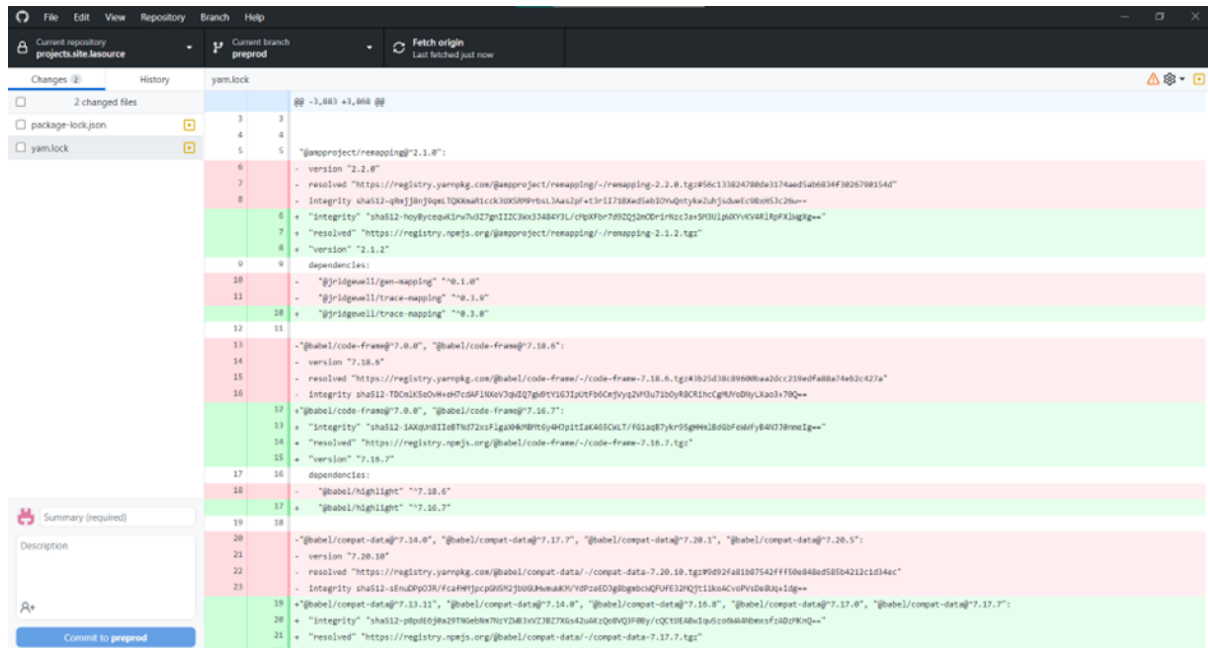 File Edit View Repository Branch Help
Current repository
projects.site.lasource
Current branch
preprod
Fetch origin
Last fetched just now
Changes 2 History
yarn.lock
2 changed files
package-lock.json
yarn.lock
@@ -3,883 +3,868 @@
3 3
4 4
5 5 "@ampproject/remapping@^2.1.0":
6 - version "2.2.0"
7 - resolved "https://registry.yarnpkg.com/@ampproject/remapping/-/remapping-2.2.0.tgz#56c133824780de3174aed5ab6834f3026790154d"
8 - integrity
6 + "integrity"
7 + "resolved" "https://registry.npmjs.org/@ampproject/remapping/-/remapping-2.1.2.tgz"
8 + "version" "2.1.2"
9 9 dependencies:
10 - "@jridgewell/gen-mapping" "^0.1.0"
11 - "@jridgewell/trace-mapping" "^0.3.9"
10 + "@jridgewell/trace-mapping" "^0.3.0"
12 11
13 -"@babel/code-frame@^7.0.0", "@babel/code-frame@^7.18.6":
14 - version "7.18.6"
15 - resolved "https://registry.yarnpkg.com/@babel/code-frame/-/code-frame-7.18.6.tgz#3b25d38c89600baa2dcc219edfa88a74eb2c427a"
16 - integrity
12 +"@babel/code-frame@^7.0.0", "@babel/code-frame@^7.16.7":
13 + "integrity"
14 + "resolved" "https://registry.npmjs.org/@babel/code-frame/-/code-frame-7.16.7.tgz"
15 + "version" "7.16.7"
17 16 dependencies:
18 - "@babel/highlight" "^7.18.6"
17 + "@babel/highlight" "^7.16.7"
19 18
20 -"@babel/compat-data@^7.14.0", "@babel/compat-data@^7.17.7", "@babel/compat-data@^7.20.1", "@babel/compat-data@^7.20.5":
21 - version "7.20.10"
22 - resolved "https://registry.yarnpkg.com/@babel/compat-data/-/compat-data-7.20.10.tgz#9d92fa81b87542fff50e848ed585b4212c1d34ec"
23 - integrity
19 +"@babel/compat-data@^7.13.11", "@babel/compat-data@^7.14.0", "@babel/compat-data@^7.16.8", "@babel/compat-data@^7.17.0", "@babel/compat-data@^7.17.7":
20 + "integrity"
21 + "resolved" "https://registry.npmjs.org/@babel/compat-data/-/compat-data-7.17.7.tgz"
Summary (required)
Description
Commit to preprod